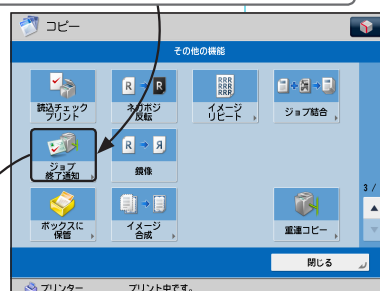 コピー
その他の機能
読込チェック
プリント
ネガポジ
反転
イメージ
リピート
ジョブ結合
ジョブ
終了通知
鏡像
ボックスに
保管
イメージ
合成
重連コピー
3 /
閉じる
プリンター プリント中です。